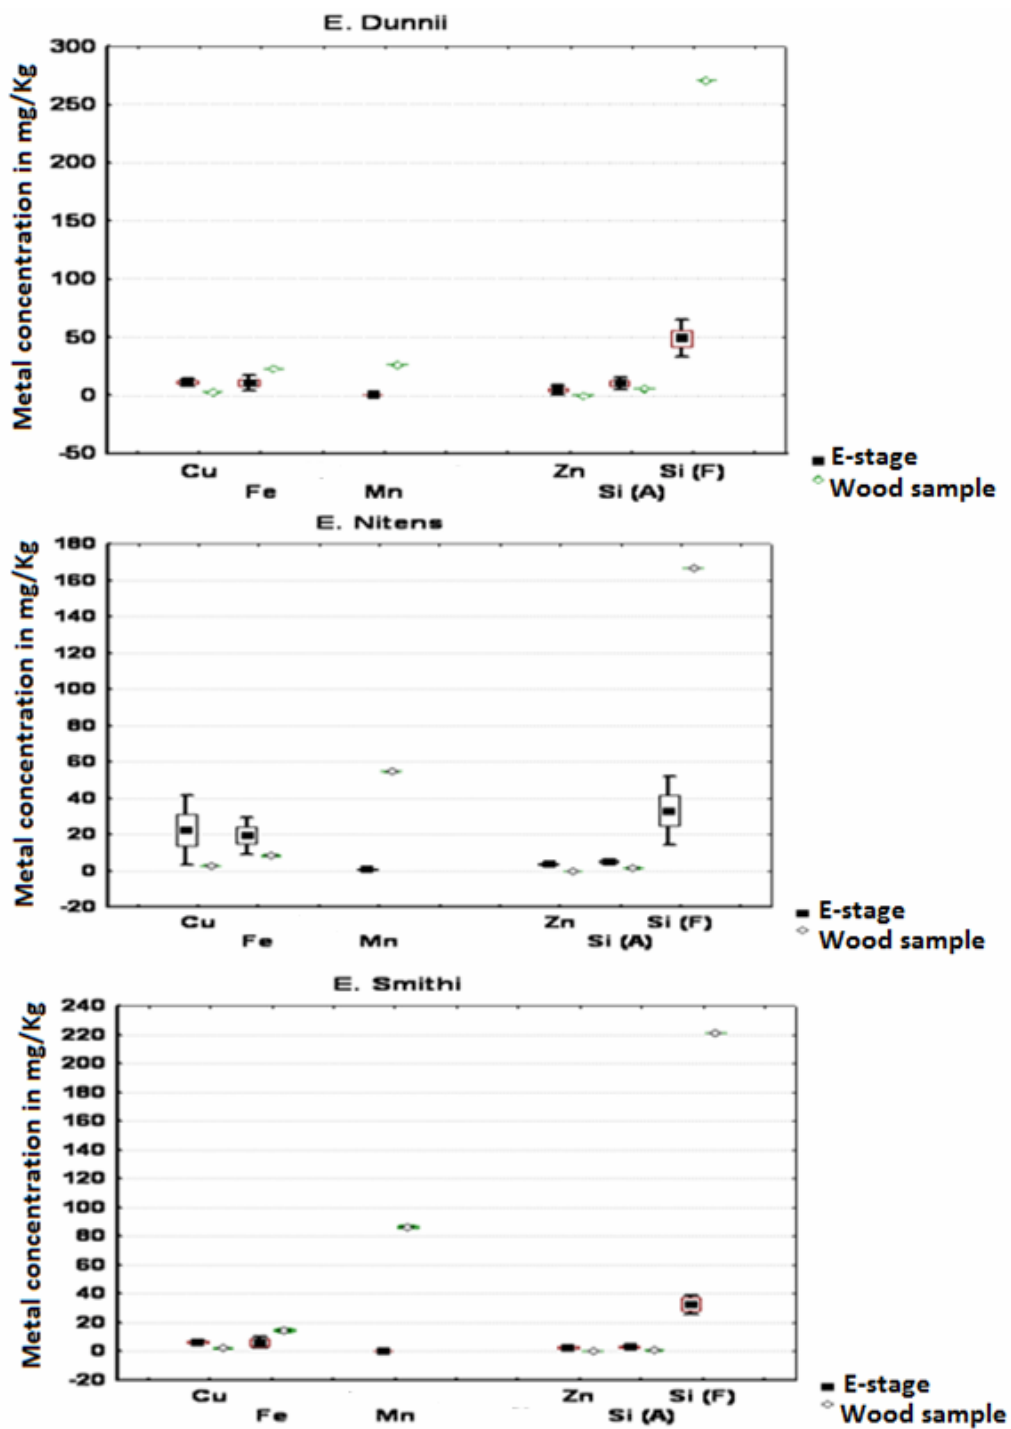 E. Dunnii
Metal concentration in mg/Kg
300
250
200
150
100
50
0
-50
Cu Zn Si (F)
Fe Mn Si (A)
E-stage
Wood sample
E. Nitens
Metal concentration in mg/Kg
180
160
140
120
100
80
60
40
20
0
-20
Cu Zn Si (F)
Fe Mn Si (A)
E-stage
Wood sample
E. Smithi
Metal concentration in mg/Kg
240
220
200
180
160
140
120
100
80
60
40
20
0
-20
Cu Zn Si (F)
Fe Mn Si (A)
E-stage
Wood sample